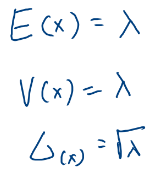 E(x) = λ
V(x) = λ
σ(x) = √λ